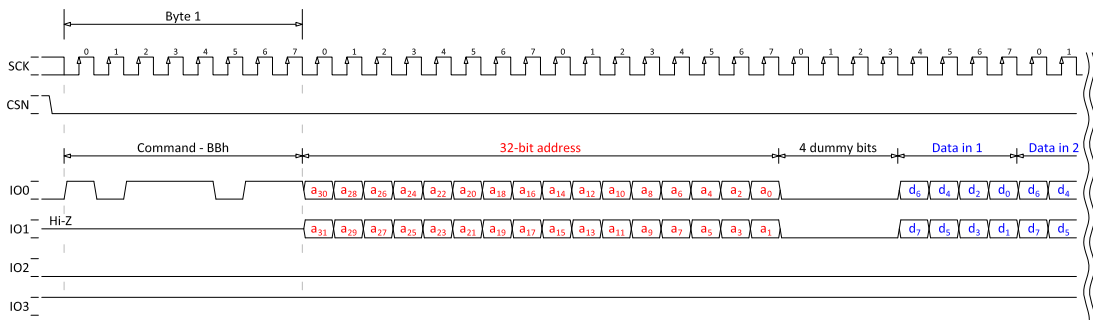 Byte 1
0 1 2 3 4 5 6 7 0 1 2 3 4 5 6 7 0 1 2 3 4 5 6 7 0 1 2 3 4 5 6 7 0 1
SCK
CSN
Command - BBh 32-bit address 4 dummy bits Data in 1 Data in 2
IO0 a30 a28 a26 a24 a22 a20 a18 a16 a14 a12 a10 a8 a6 a4 a2 a0 d6 d4 d2 d0 d6 d4
Hi-Z
IO1 a31 a29 a27 a25 a23 a21 a19 a17 a15 a13 a11 a9 a7 a5 a3 a1 d7 d5 d3 d1 d7 d5
IO2
IO3